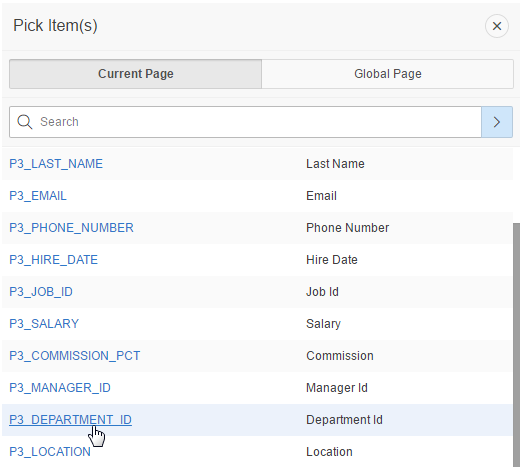 Pick Item(s)
Current Page Global Page
Search
P3_LAST_NAME Last Name
P3_EMAIL Email
P3_PHONE_NUMBER Phone Number
P3_HIRE_DATE Hire Date
P3_JOB_ID Job Id
P3_SALARY Salary
P3_COMMISSION_PCT Commission
P3_MANAGER_ID Manager Id
P3_DEPARTMENT_ID Department Id
P3_LOCATION Location